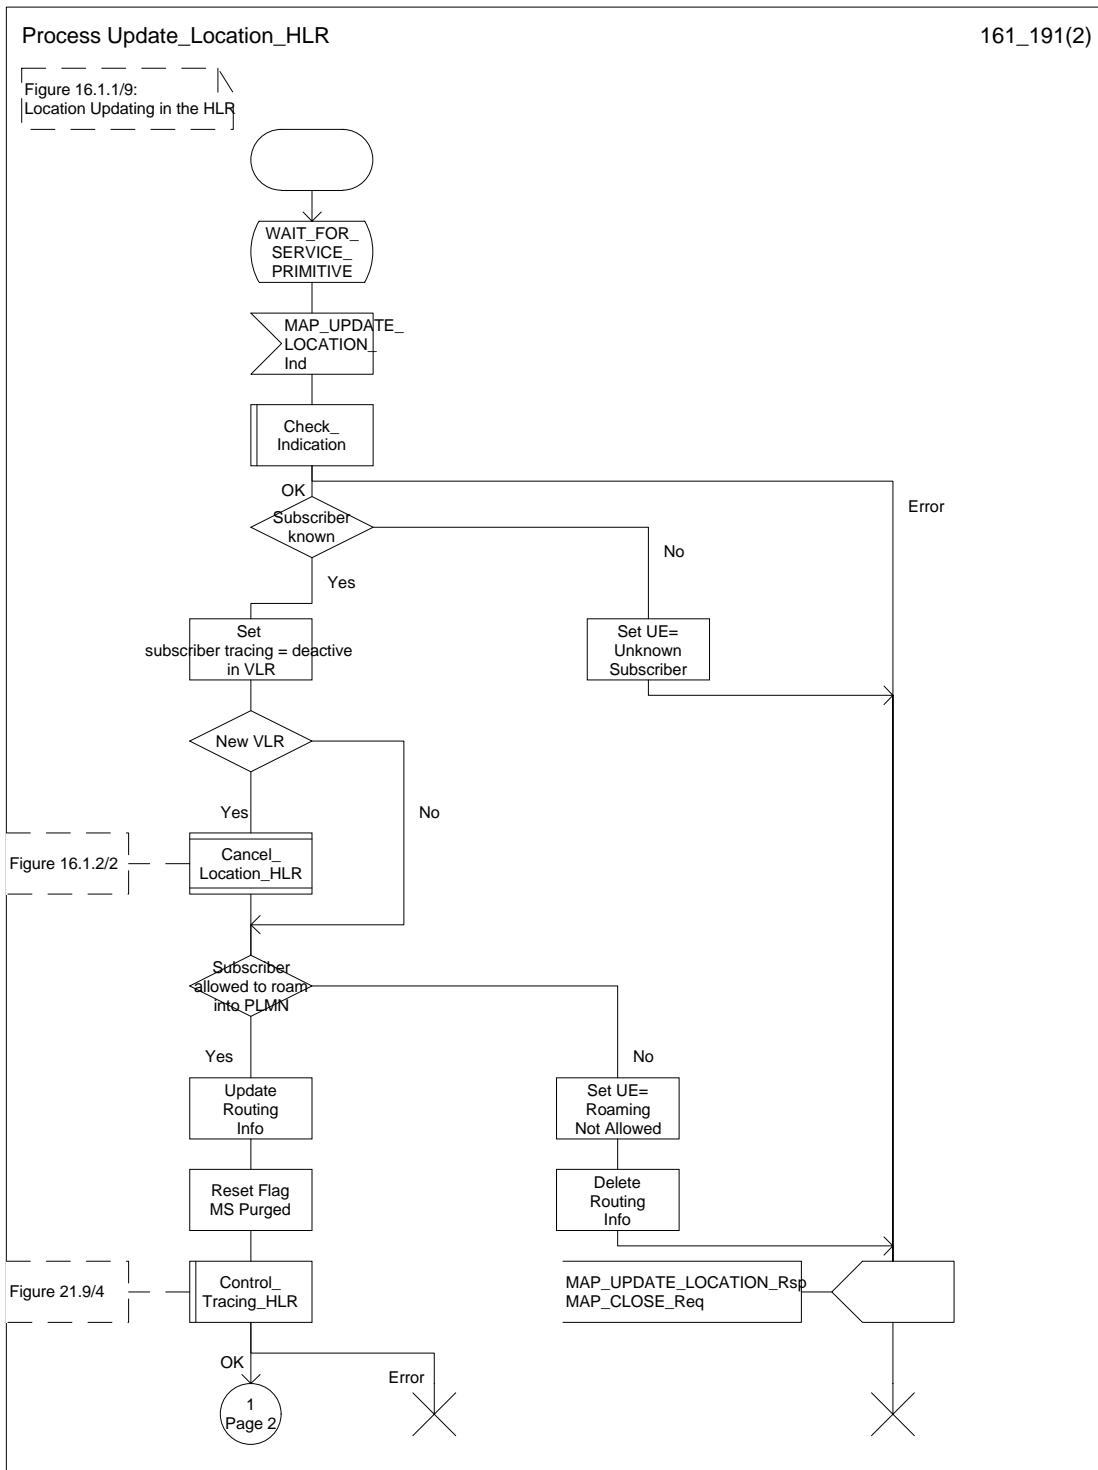 Process Update_Location_HLR
161_191(2)
Figure 16.1.1/9:
Location Updating in the HLR
WAIT_FOR_
SERVICE_
PRIMITIVE
MAP_UPDATE_
LOCATION_
Ind
Check_
Indication
OK
Error
Subscriber
known
No
Yes
Set
subscriber tracing = deactive
in VLR
Set UE=
Unknown
Subscriber
New VLR
Yes
No
Figure 16.1.2/2
Cancel_
Location_HLR
Subscriber
allowed to roam
into PLMN
Yes
No
Update
Routing
Info
Set UE=
Roaming
Not Allowed
Reset Flag
MS Purged
Delete
Routing
Info
Figure 21.9/4
Control_
Tracing_HLR
MAP_UPDATE_LOCATION_Rsp
MAP_CLOSE_Req
OK
Error
1
Page 2